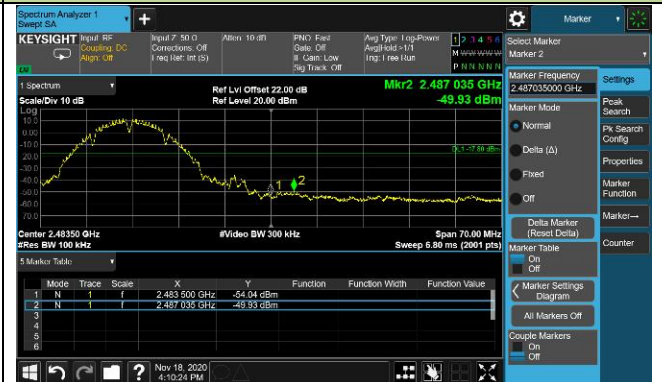 Spectrum Analyzer 1
Swept SA
+
Marker
KEYSIGHT
Input: RF
Coupling: DC
Align: Off
Input Z: 50 Ω
Corrections: Off
Freq Ref: Int (S)
Atten: 10 dB
PNO: Fast
Gate: Off
IF Gain: Low
Sig Track: Off
Avg Type: Log-Power
Avg|Hold:>1/1
Trig: Free Run
1 2 3 4 5 6
M W W W W W
P N N N N N
Select Marker
Marker 2
1 Spectrum
Scale/Div 10 dB
Log
Ref Lvl Offset 22.00 dB
Ref Level 20.00 dBm
Mkr2 2.487 035 GHz
-49.93 dBm
10.0
0.00
-10.0
-20.0
-30.0
-40.0
-50.0
-60.0
-70.0
DL1 -17.80 dBm
1
2
Center 2.48350 GHz
#Res BW 100 kHz
#Video BW 300 kHz
Span 70.00 MHz
Sweep 6.80 ms (2001 pts)
5 Marker Table
Mode Trace Scale X Y Function Function Width Function Value
1 N 1 f 2.483 500 GHz -54.04 dBm
2 N 1 f 2.487 035 GHz -49.93 dBm
3
4
5
6
Marker Frequency
2.487035000 GHz
Marker Mode
Normal
Delta (Δ)
Fixed
Off
Delta Marker
(Reset Delta)
Marker Table
On
Off
Marker Settings
Diagram
All Markers Off
Couple Markers
On
Off
Settings
Peak
Search
Pk Search
Config
Properties
Marker
Function
Marker→
Counter
?
Nov 18, 2020
4:10:24 PM